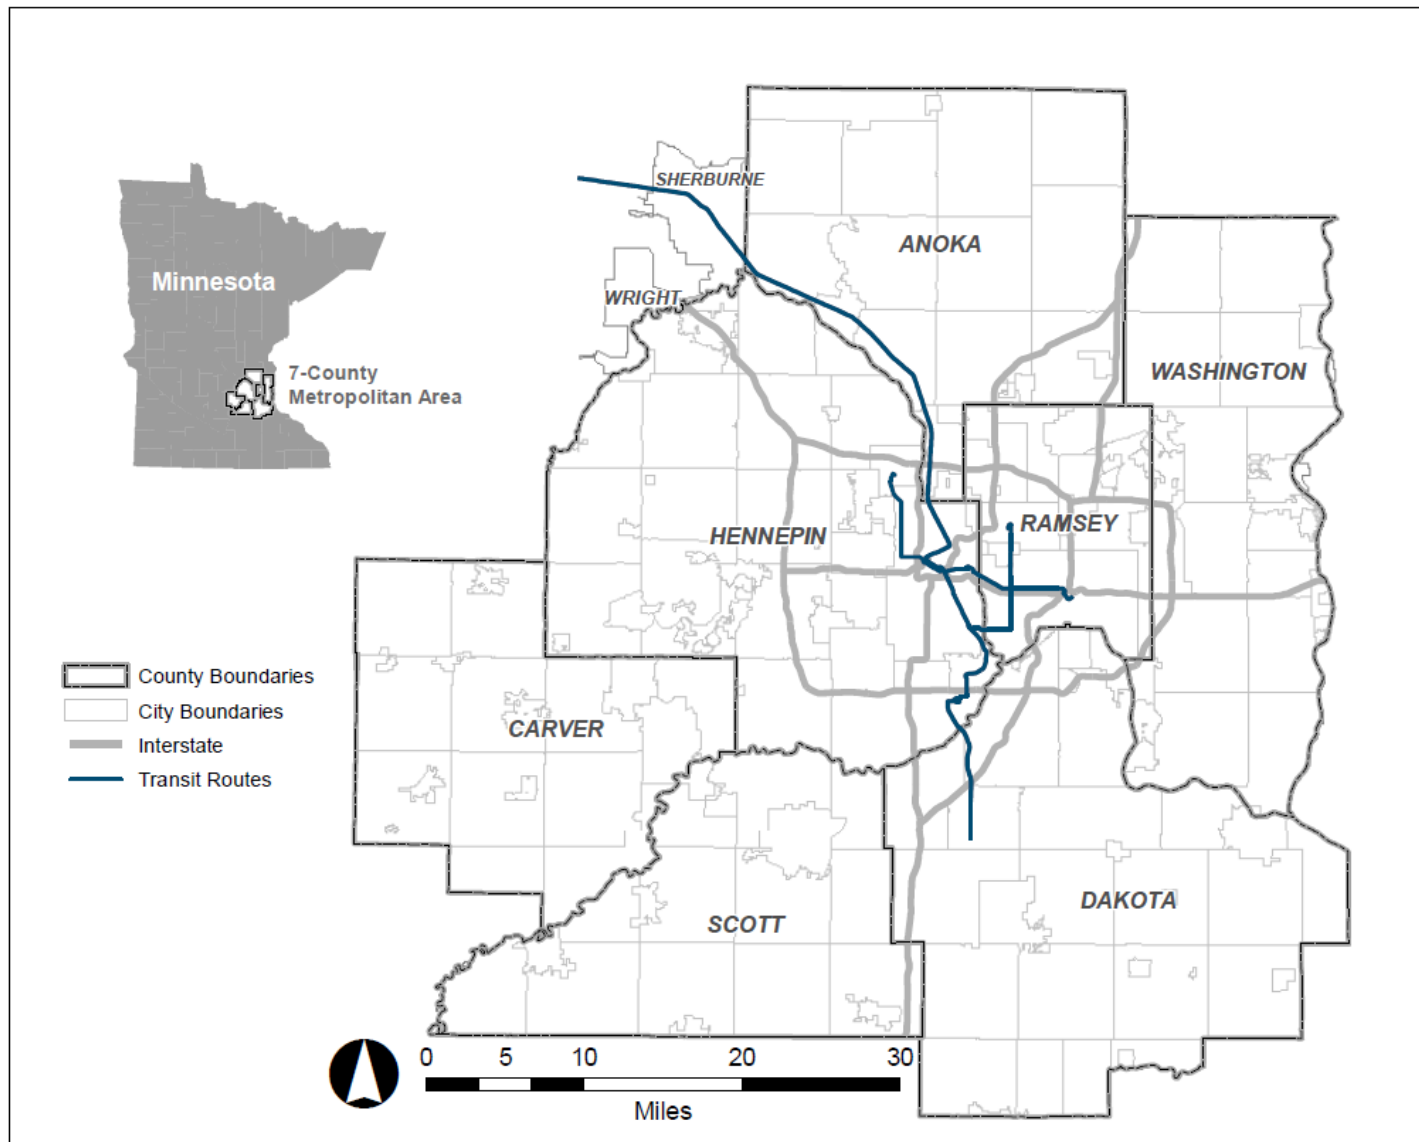 SHERBURNE
ANOKA
Minnesota
WRIGHT
7-County
Metropolitan Area
WASHINGTON
HENNEPIN
RAMSEY
County Boundaries
City Boundaries
Interstate
Transit Routes
CARVER
DAKOTA
SCOTT
0 5 10 20 30
Miles